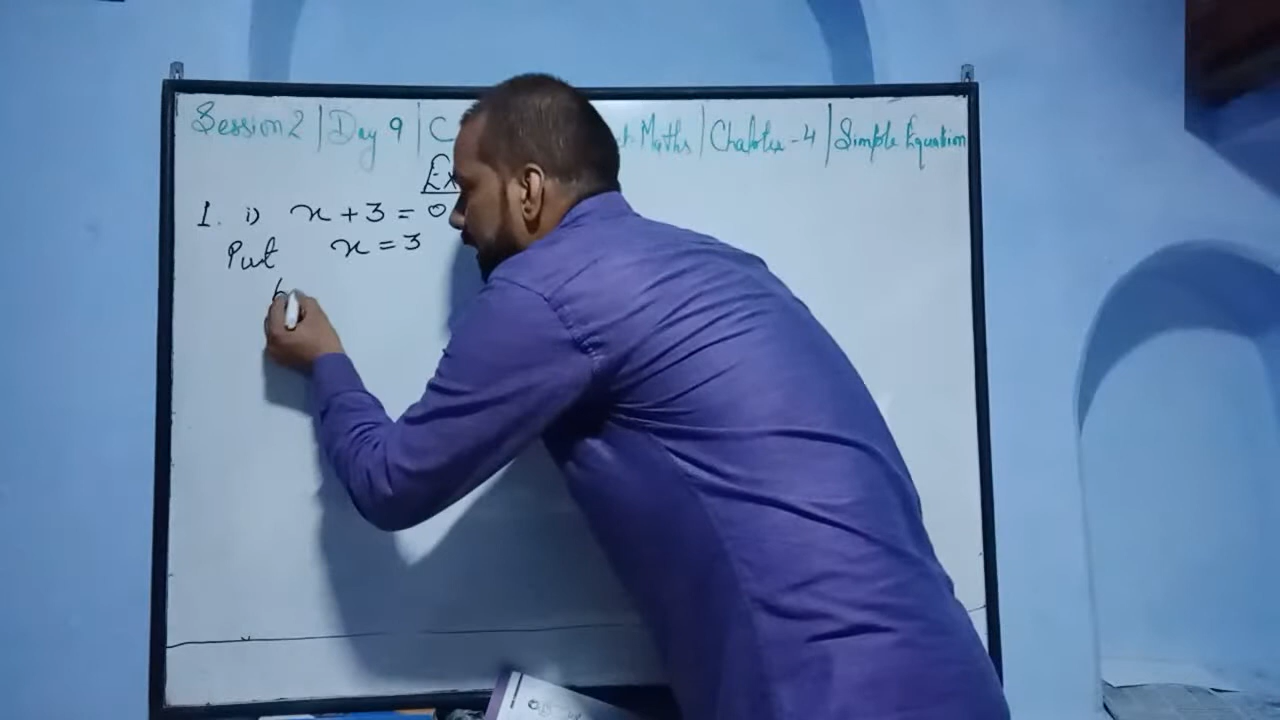 Session 2 | Day 9 | C Maths | Chapter - 4 | Simple Equation
Ex
1. i) x + 3 = 0
Put x = 3